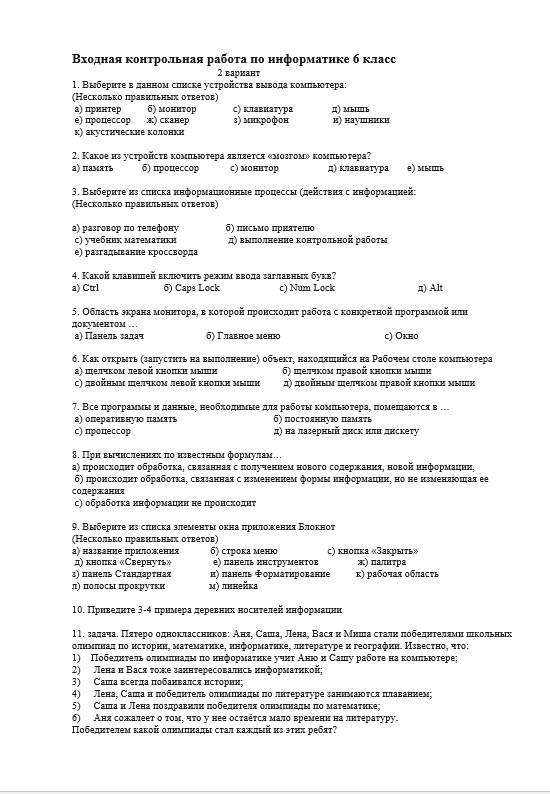 Входная контрольная работа по информатике 6 класс
2 вариант
1. Выберите в данном списке устройства вывода компьютера:
(Несколько правильных ответов)
а) принтер б) монитор с) клавиатура д) мышь
е) процессор ж) сканер з) микрофон и) наушники
к) акустические колонки
2. Какое из устройств компьютера является «мозгом» компьютера?
а) память б) процессор с) монитор д) клавиатура е) мышь
3. Выберите из списка информационные процессы (действия с информацией:
(Несколько правильных ответов)
а) разговор по телефону б) письмо приятелю
с) учебник математики д) выполнение контрольной работы
е) разгадывание кроссворда
4. Какой клавишей включить режим ввода заглавных букв?
а) Ctrl б) Caps Lock с) Num Lock д) Alt
5. Область экрана монитора, в которой происходит работа с конкретной программой или
документом …
а) Панель задач б) Главное меню с) Окно
6. Как открыть (запустить на выполнение) объект, находящийся на Рабочем столе компьютера
а) щелчком левой кнопки мыши б) щелчком правой кнопки мыши
с) двойным щелчком левой кнопки мыши д) двойным щелчком правой кнопки мыши
7. Все программы и данные, необходимые для работы компьютера, помещаются в …
а) оперативную память б) постоянную память
с) процессор д) на лазерный диск или дискету
8. При вычислениях по известным формулам…
а) происходит обработка, связанная с получением нового содержания, новой информации,
б) происходит обработка, связанная с изменением формы информации, но не изменяющая ее
содержания
с) обработка информации не происходит
9. Выберите из списка элементы окна приложения Блокнот
(Несколько правильных ответов)
а) название приложения б) строка меню с) кнопка «Закрыть»
д) кнопка «Свернуть» е) панель инструментов ж) палитра
з) панель Стандартная и) панель Форматирование к) рабочая область
л) полосы прокрутки м) линейка
10. Приведите 3-4 примера деревних носителей информации
11. задача. Пятеро одноклассников: Аня, Саша, Лена, Вася и Миша стали победителями школьных
олимпиад по истории, математике, информатике, литературе и географии. Известно, что:
1) Победитель олимпиады по информатике учит Аню и Сашу работе на компьютере;
2) Лена и Вася тоже заинтересовались информатикой;
3) Саша всегда побаивался истории;
4) Лена, Саша и победитель олимпиады по литературе занимаются плаванием;
5) Саша и Лена поздравили победителя олимпиады по математике;
6) Аня сожалеет о том, что у нее остаётся мало времени на литературу.
Победителем какой олимпиады стал каждый из этих ребят?